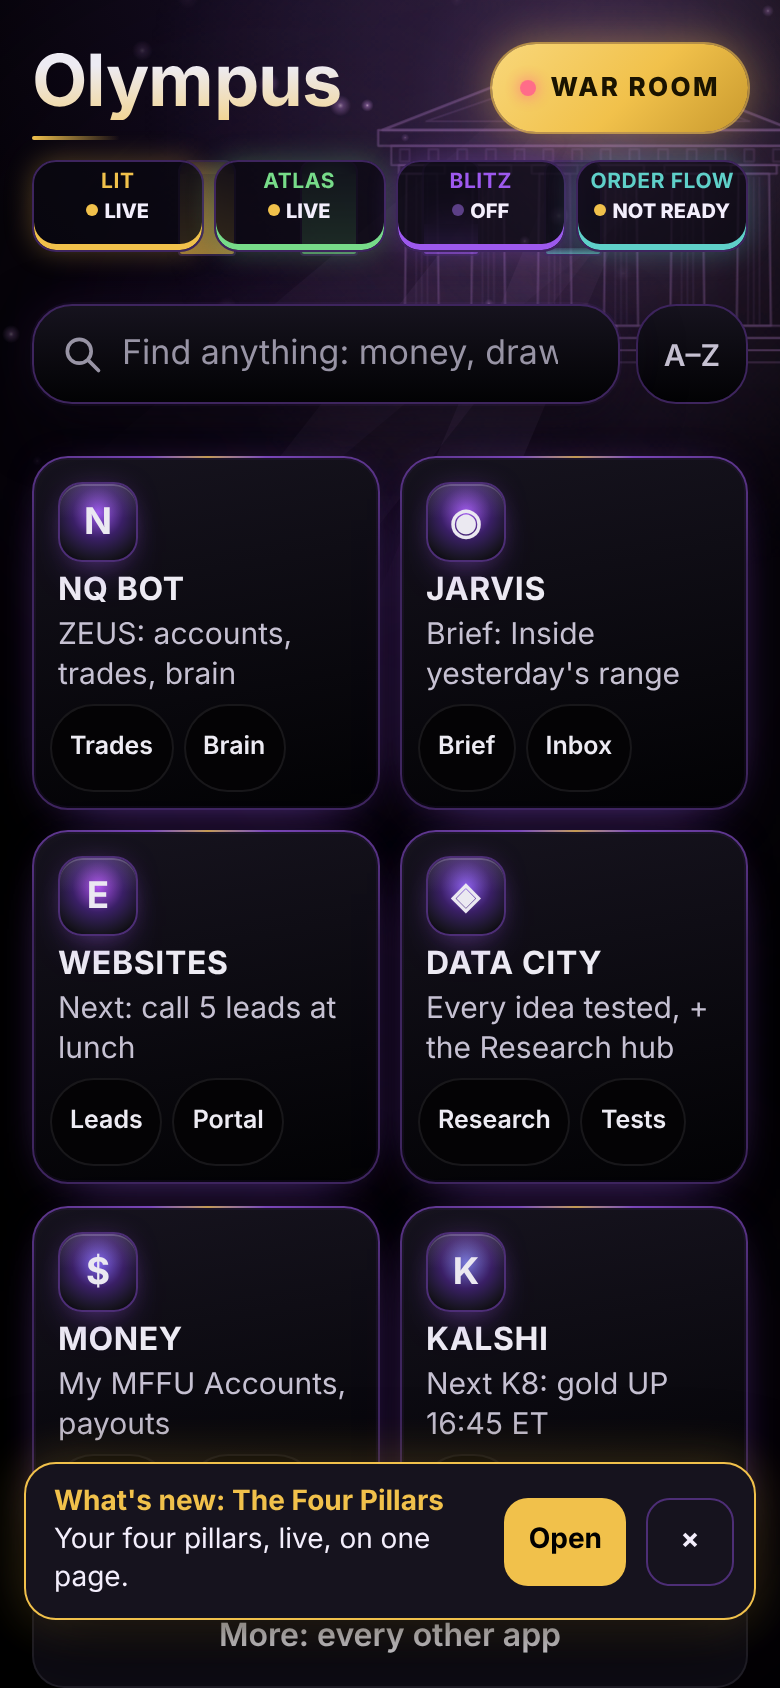 Olympus
WAR ROOM
LIT
LIVE
ATLAS
LIVE
BLITZ
OFF
ORDER FLOW
NOT READY
Find anything: money, draw
A–Z
N
NQ BOT
ZEUS: accounts,
trades, brain
Trades
Brain
JARVIS
Brief: Inside
yesterday's range
Brief
Inbox
E
WEBSITES
Next: call 5 leads at
lunch
Leads
Portal
DATA CITY
Every idea tested, +
the Research hub
Research
Tests
$
MONEY
My MFFU Accounts,
payouts
K
KALSHI
Next K8: gold UP
16:45 ET
What's new: The Four Pillars
Your four pillars, live, on one
page.
Open
×
More: every other app